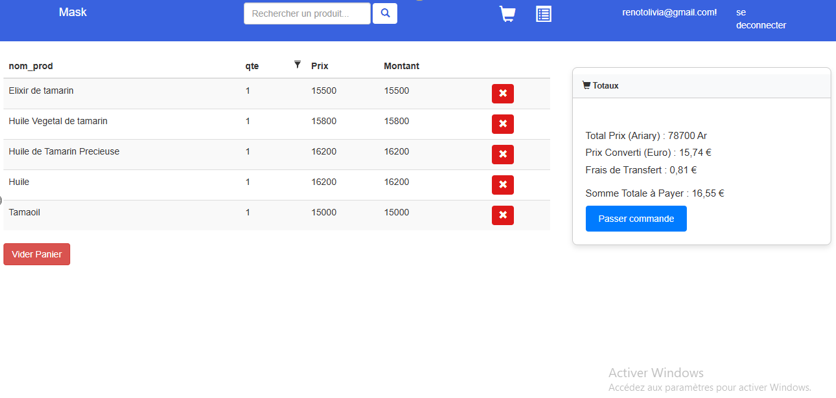 Mask
Rechercher un produit...
renotolivia@gmail.com!
se
deconnecter
nom_prod qte Prix Montant
Elixir de tamarin 1 15500 15500
Huile Vegetal de tamarin 1 15800 15800
Huile de Tamarin Precieuse 1 16200 16200
Huile 1 16200 16200
Tamaoil 1 15000 15000
Vider Panier
Totaux
Total Prix (Ariary) : 78700 Ar
Prix Converti (Euro) : 15,74 €
Frais de Transfert : 0,81 €
Somme Totale à Payer : 16,55 €
Passer commande
Activer Windows
Accédez aux paramètres pour activer Windows.